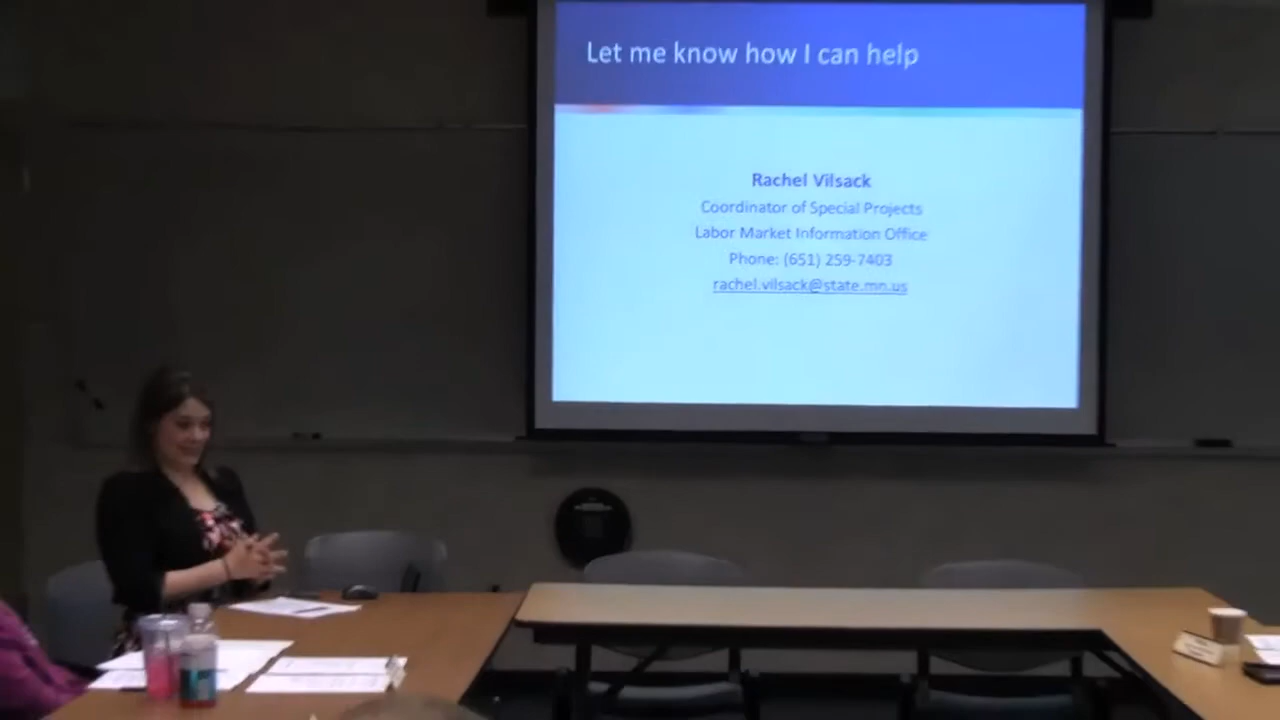 Let me know how I can help
Rachel Vilsack
Coordinator of Special Projects
Labor Market Information Office
Phone: (651) 259-7403
rachel.vilsack@state.mn.us